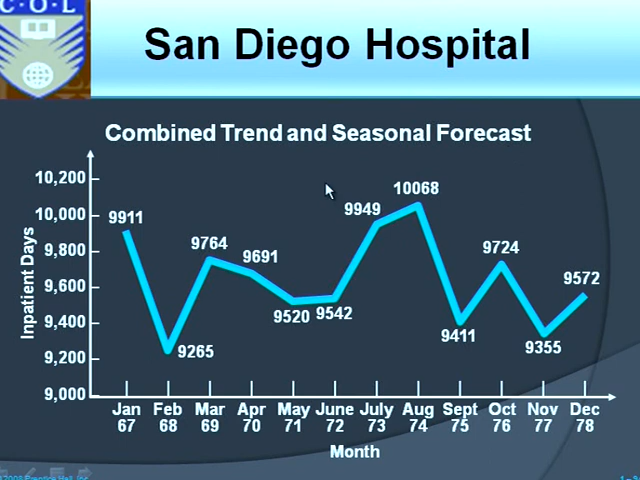 C·O·L
San Diego Hospital
Combined Trend and Seasonal Forecast
Inpatient Days
10,200
10,000
9,800
9,600
9,400
9,200
9,000
9911
9265
9764
9691
9520
9542
9949
10068
9411
9724
9355
9572
Jan Feb Mar Apr May June July Aug Sept Oct Nov Dec
67 68 69 70 71 72 73 74 75 76 77 78
Month